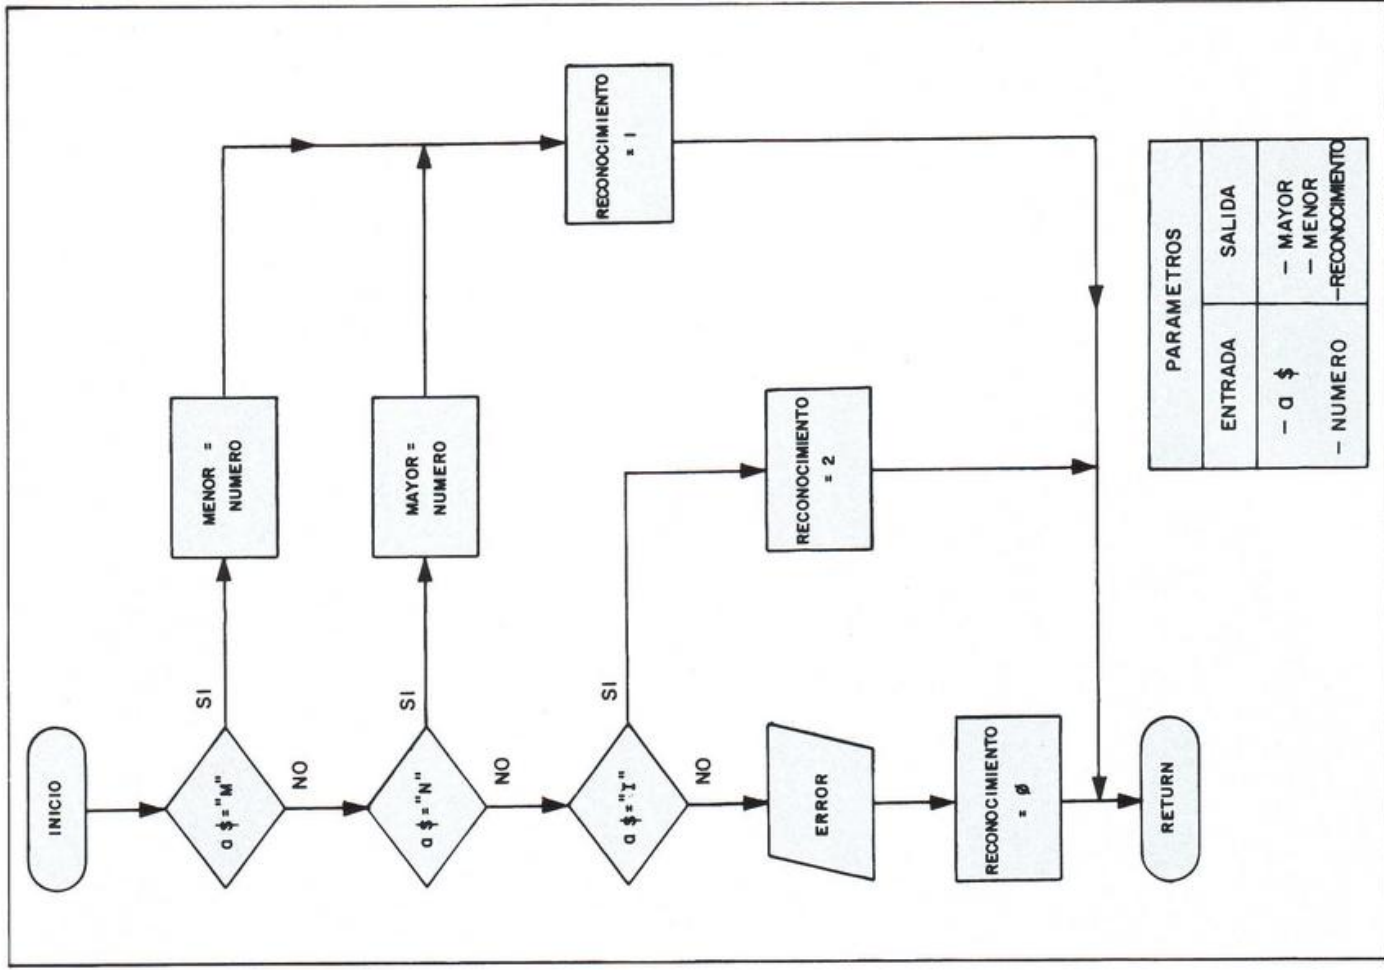 INICIO
a $="M"
SI
MENOR =
NUMERO
NO
a $="N"
SI
MAYOR =
NUMERO
NO
a $="I"
SI
RECONOCIMIENTO
= 1
RECONOCIMIENTO
= 2
NO
ERROR
RECONOCIMIENTO
= Ø
RETURN
PARAMETROS
ENTRADA
SALIDA
- a $
- NUMERO
- MAYOR
- MENOR
-RECONOCIMIENTO